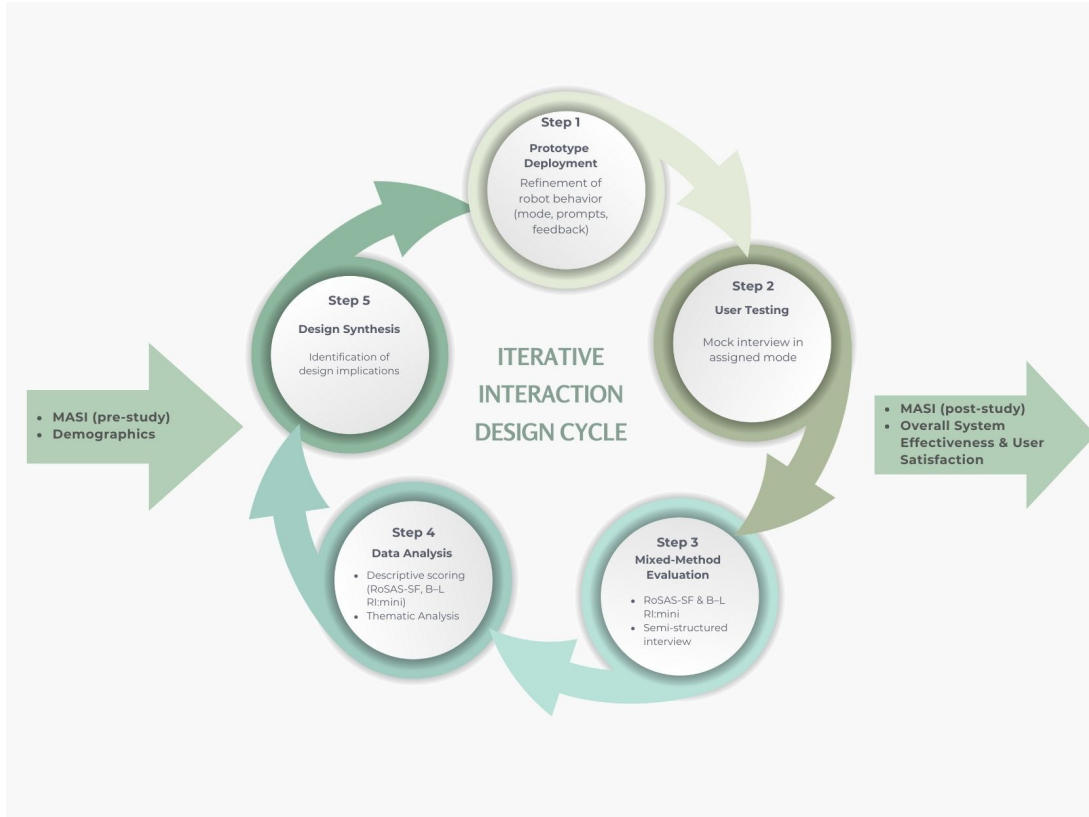 Step 1
Prototype
Deployment
Refinement of
robot behavior
(mode, prompts,
feedback)
Step 2
User Testing
Mock interview in
assigned mode
Step 3
Mixed-Method
Evaluation
• RoSAS-SF & B–L
RI:mini
• Semi-structured
interview
Step 4
Data Analysis
• Descriptive scoring
(RoSAS-SF, B–L
RI:mini)
• Thematic Analysis
Step 5
Design Synthesis
Identification of
design implications
ITERATIVE
INTERACTION
DESIGN CYCLE
• MASI (pre-study)
• Demographics
• MASI (post-study)
• Overall System
Effectiveness & User
Satisfaction